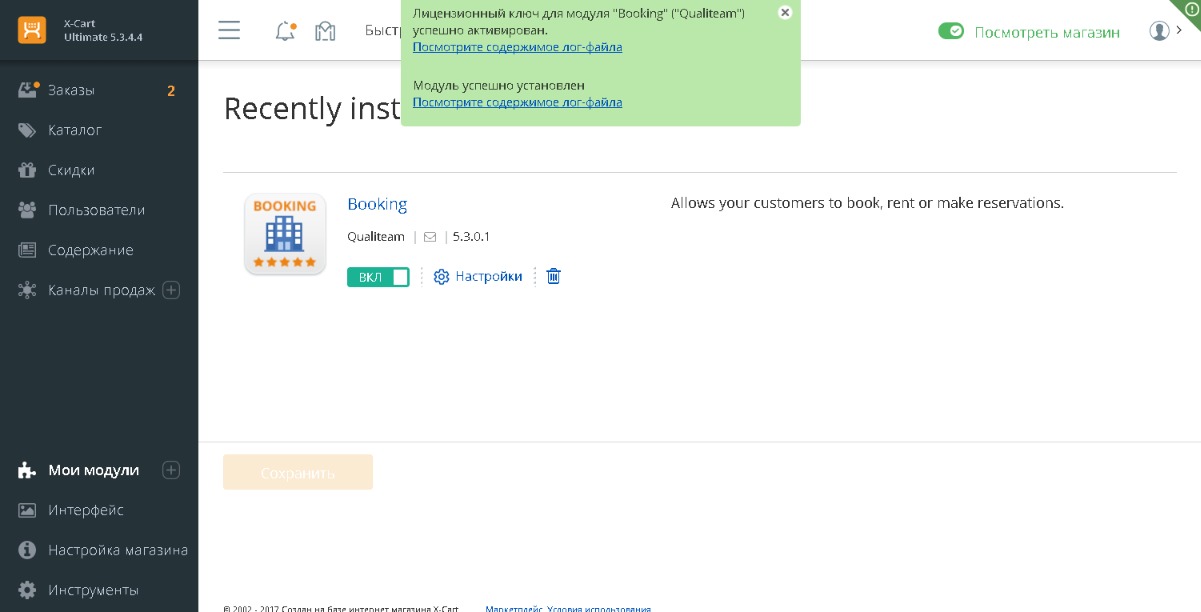 X-Cart
Ultimate 5.3.4.4
Лицензионный ключ для модуля "Booking" ("Qualiteam")
успешно активирован.
Посмотрите содержимое лог-файла
Модуль успешно установлен
Посмотрите содержимое лог-файла
Посмотреть магазин
Заказы 2
Каталог
Скидки
Пользователи
Содержание
Каналы продаж
Мои модули
Интерфейс
Настройка магазина
Инструменты
Recently
BOOKING
Booking
Qualiteam | | 5.3.0.1
ВКЛ Настройки
Allows your customers to book, rent or make reservations.
Сохранить
© 2002 - 2017 Создан на базе интернет магазина X-Cart Маркетплейс Условия использования